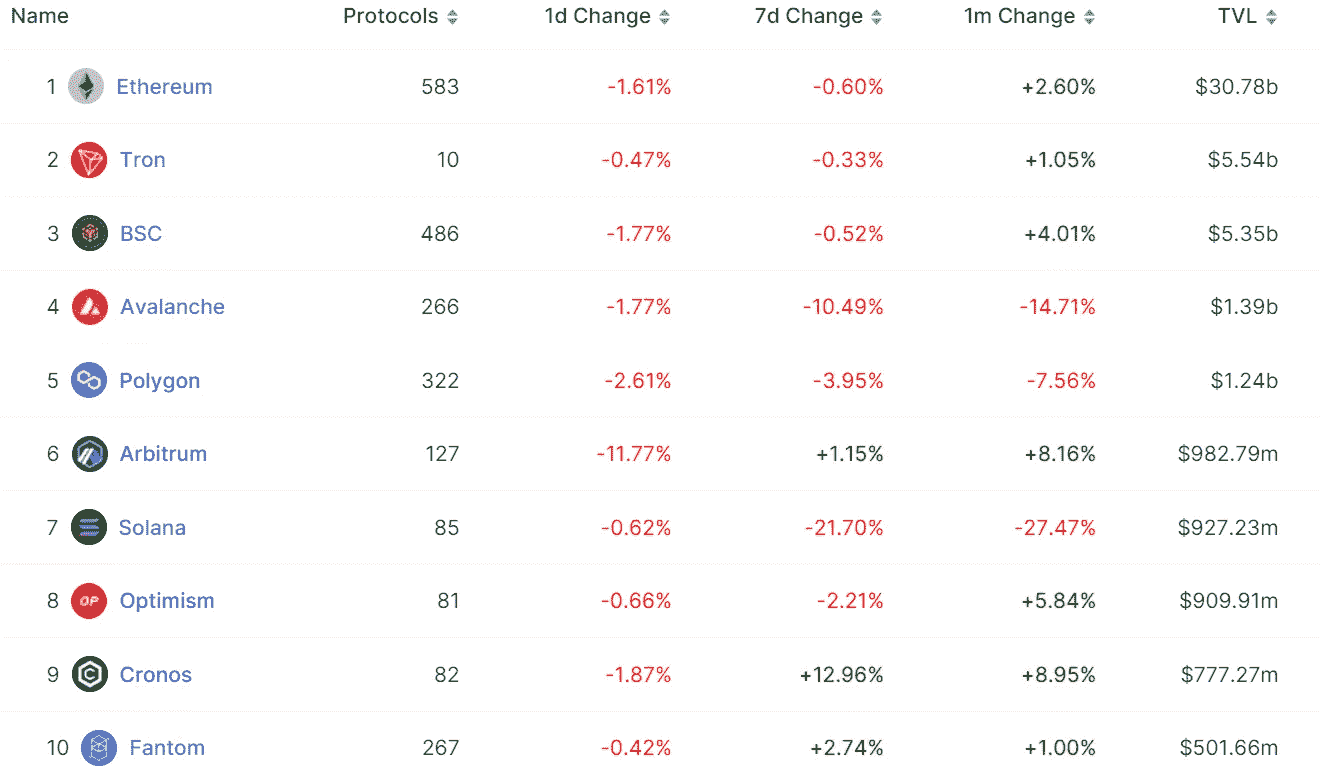 Name Protocols 1d Change 7d Change 1m Change TVL
1 Ethereum 583 -1.61% -0.60% +2.60% $30.78b
2 Tron 10 -0.47% -0.33% +1.05% $5.54b
3 BSC 486 -1.77% -0.52% +4.01% $5.35b
4 Avalanche 266 -1.77% -10.49% -14.71% $1.39b
5 Polygon 322 -2.61% -3.95% -7.56% $1.24b
6 Arbitrum 127 -11.77% +1.15% +8.16% $982.79m
7 Solana 85 -0.62% -21.70% -27.47% $927.23m
8 OP Optimism 81 -0.66% -2.21% +5.84% $909.91m
9 Cronos 82 -1.87% +12.96% +8.95% $777.27m
10 Fantom 267 -0.42% +2.74% +1.00% $501.66m